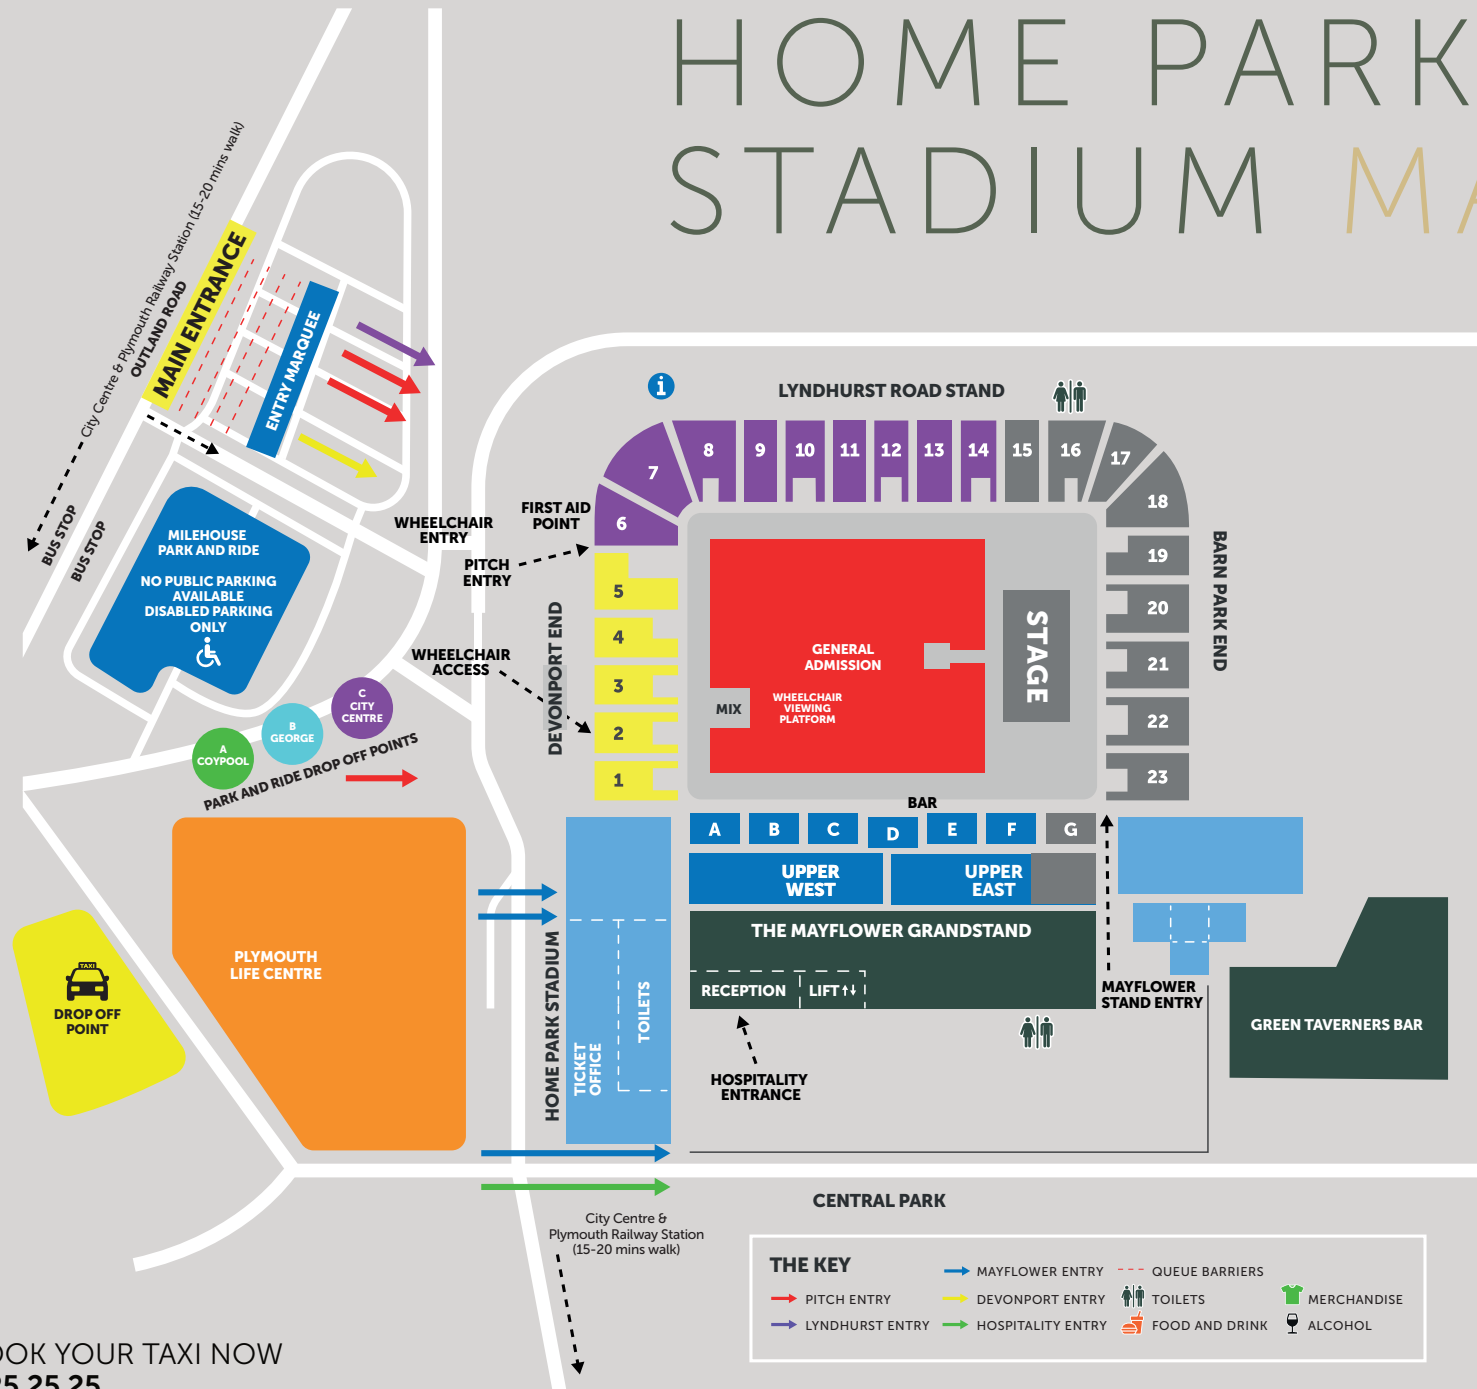 HOME PARK
STADIUM MA
City Centre & Plymouth Railway Station (15-20 mins walk)
OUTLAND ROAD
MAIN ENTRANCE
ENTRY MARQUEE
BUS STOP
BUS STOP
MILEHOUSE
PARK AND RIDE
NO PUBLIC PARKING
AVAILABLE
DISABLED PARKING
ONLY
WHEELCHAIR
ENTRY
FIRST AID
POINT
PITCH
ENTRY
WHEELCHAIR
ACCESS
DEVONPORT END
i
LYNDHURST ROAD STAND
8
9
10
11
12
13
14
15
16
17
7
6
18
5
4
3
2
1
19
20
21
22
23
BARN PARK END
GENERAL
ADMISSION
STAGE
MIX
WHEELCHAIR
VIEWING
PLATFORM
A
COYPOOL
B
GEORGE
C
CITY
CENTRE
PARK AND RIDE DROP OFF POINTS
BAR
A
B
C
D
E
F
G
UPPER
WEST
UPPER
EAST
THE MAYFLOWER GRANDSTAND
RECEPTION
LIFT
HOSPITALITY
ENTRANCE
MAYFLOWER
STAND ENTRY
GREEN TAVERNERS BAR
PLYMOUTH
LIFE CENTRE
TAXI
DROP OFF
POINT
HOME PARK STADIUM
TICKET
OFFICE
TOILETS
CENTRAL PARK
City Centre &
Plymouth Railway Station
(15-20 mins walk)
THE KEY
PITCH ENTRY
LYNDHURST ENTRY
MAYFLOWER ENTRY
DEVONPORT ENTRY
HOSPITALITY ENTRY
QUEUE BARRIERS
TOILETS
FOOD AND DRINK
MERCHANDISE
ALCOHOL
OOK YOUR TAXI NOW
25 25 25